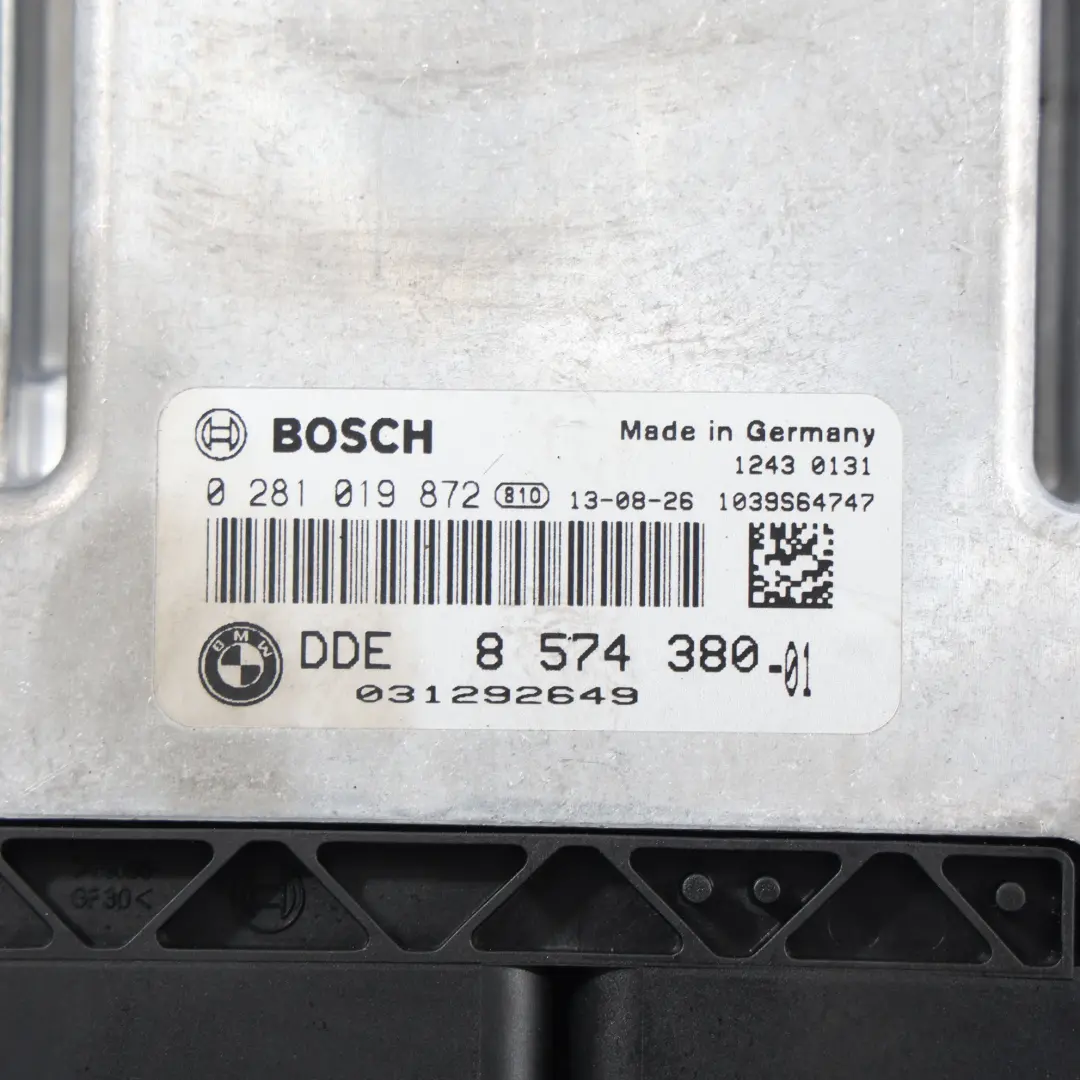 BOSCH
Made in Germany
1243 0131
0 281 019 872 810 13-08-26 1039S64747
BMW DDE 8 574 380-01
031292649
GF30<